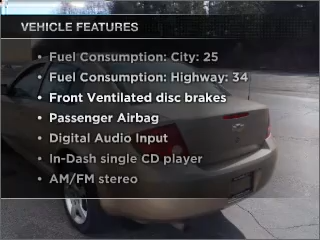 VEHICLE FEATURES
• Fuel Consumption: City: 25
• Fuel Consumption: Highway: 34
• Front Ventilated disc brakes
• Passenger Airbag
• Digital Audio Input
• In-Dash single CD player
• AM/FM stereo